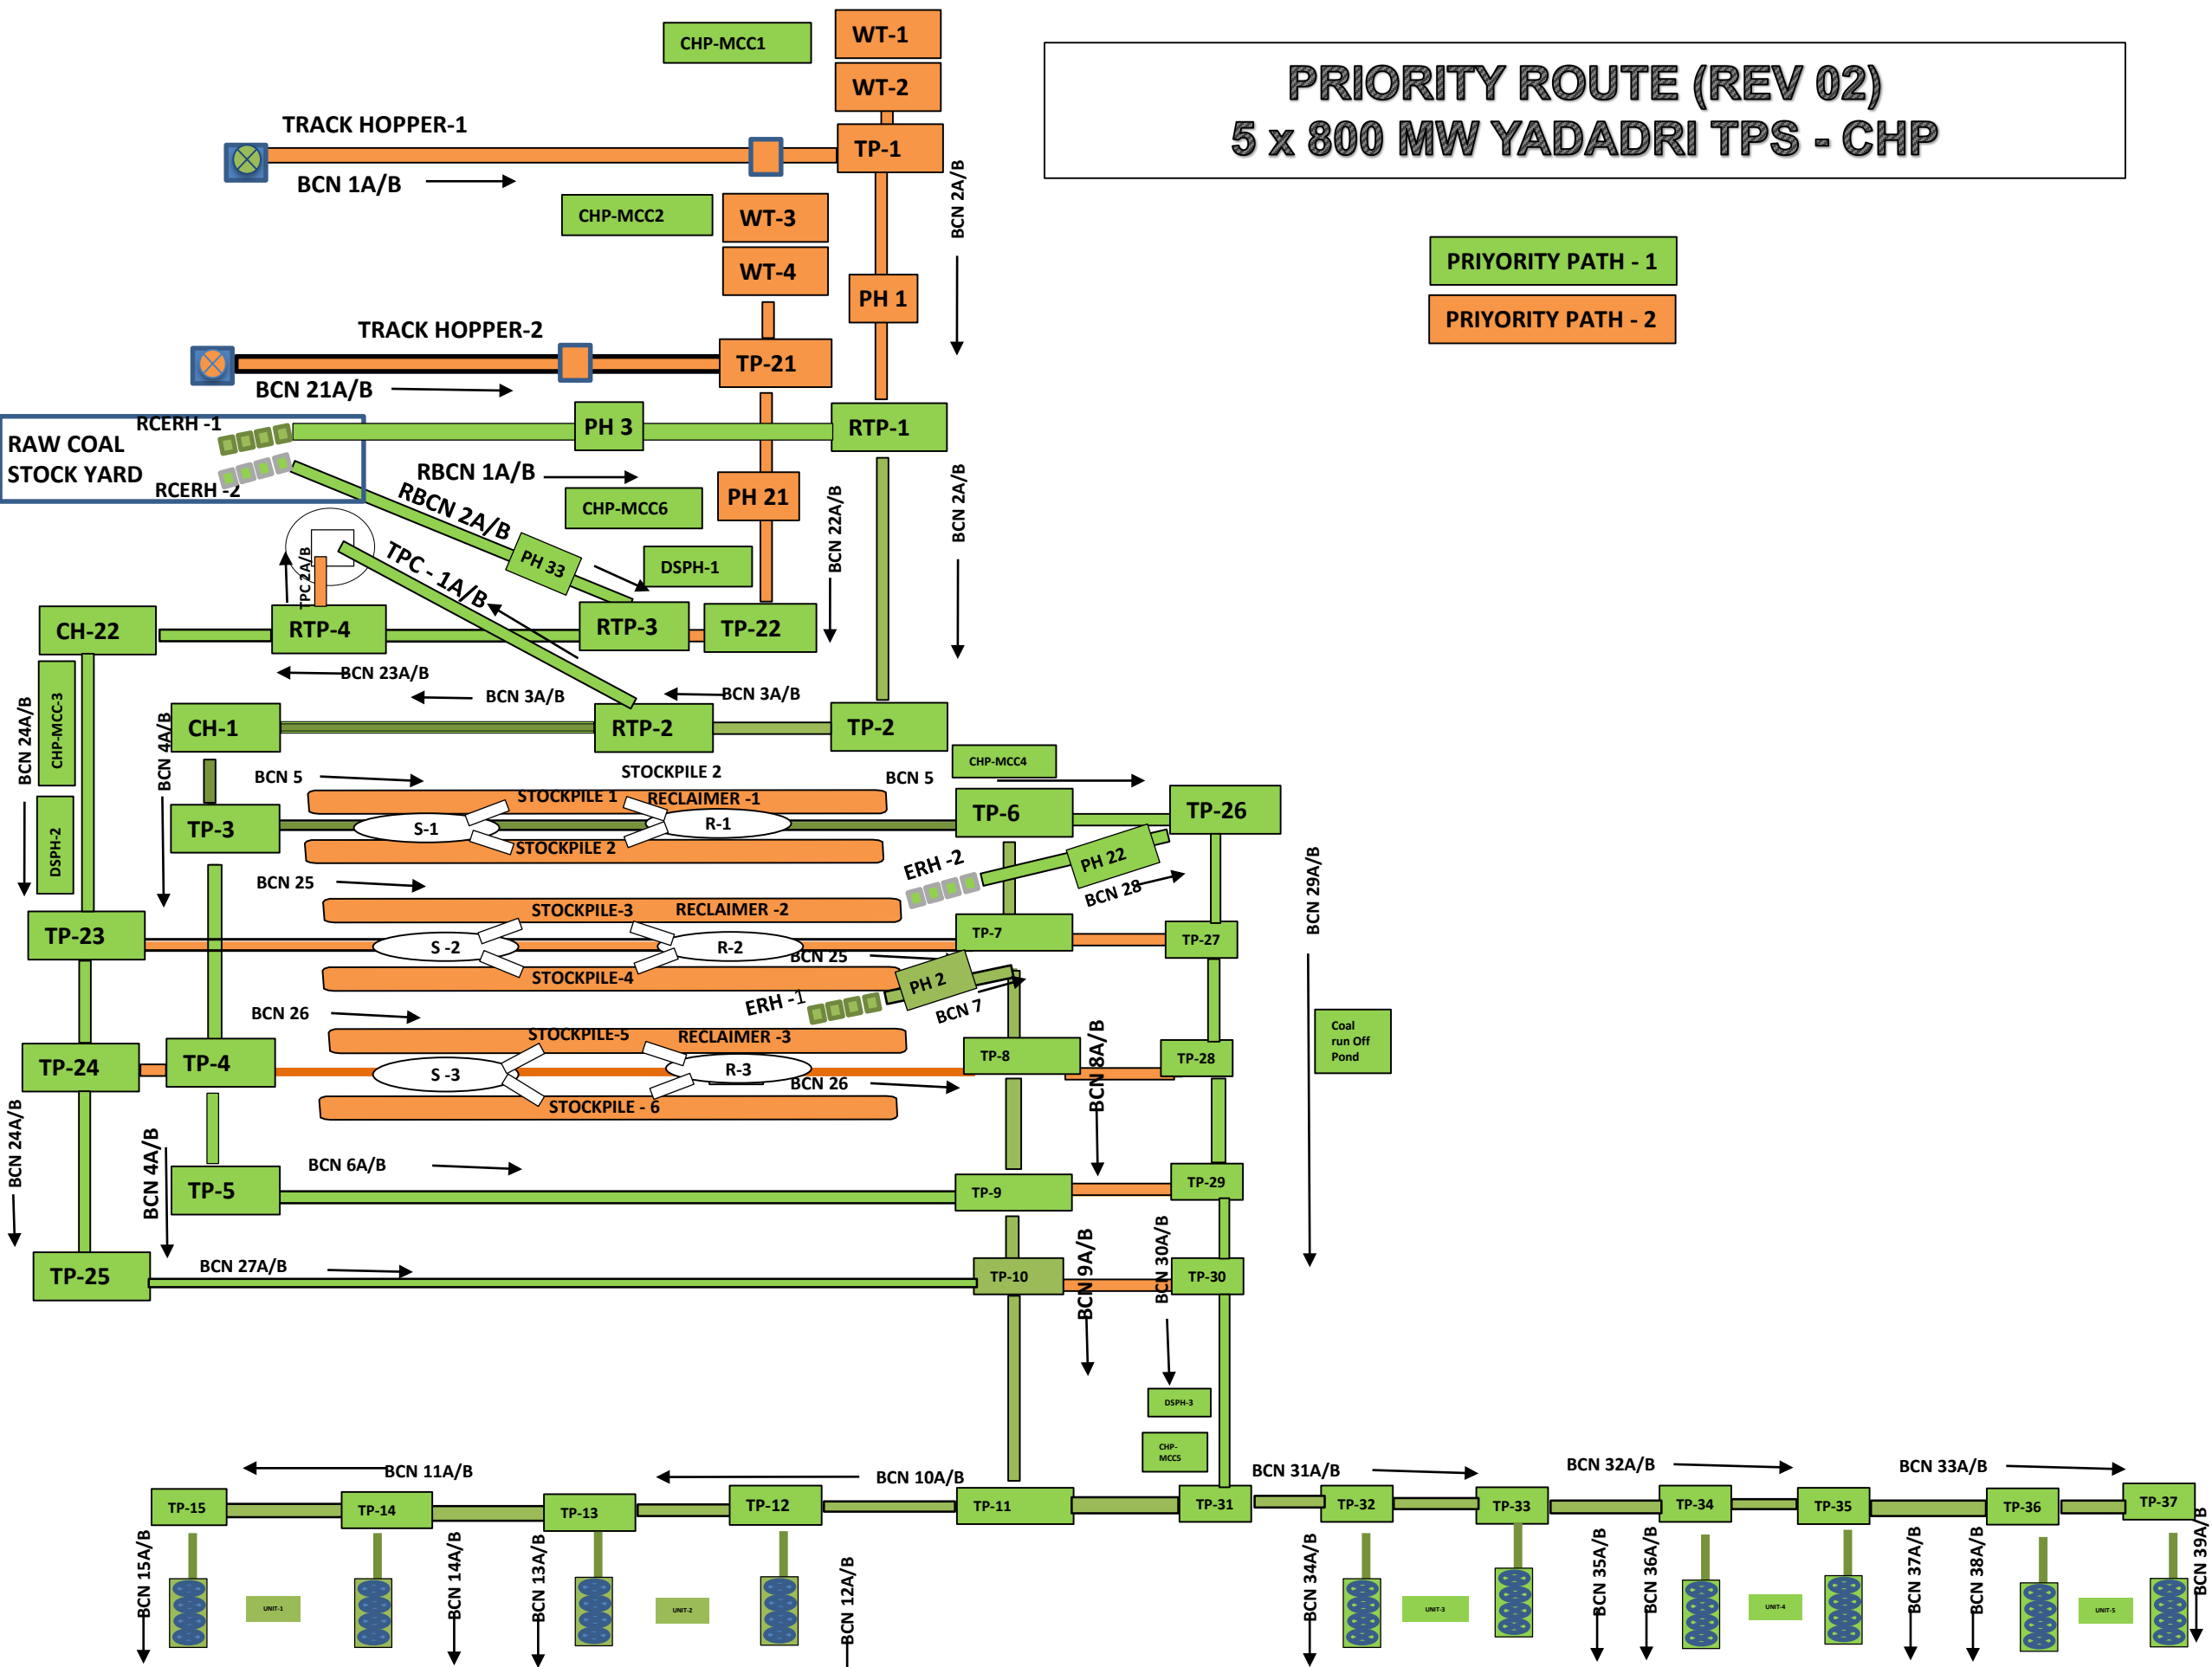 CHP-MCC1
WT-1
WT-2
PRIORITY ROUTE (REV 02)
5 x 800 MW YADADRI TPS - CHP
TRACK HOPPER-1
TP-1
BCN 1A/B
BCN 2A/B
CHP-MCC2
WT-3
WT-4
PRIYORITY PATH - 1
PRIYORITY PATH - 2
PH 1
TRACK HOPPER-2
TP-21
BCN 21A/B
RCERH -1
PH 3
RTP-1
RAW COAL
STOCK YARD
RCERH -2
RBCN 1A/B
RBCN 2A/B
CHP-MCC6
PH 21
BCN 22A/B
BCN 2A/B
PH 33
DSPH-1
TPC - 1A/B
TPC 2A/B
CH-22
RTP-4
RTP-3
TP-22
BCN 23A/B
BCN 3A/B
BCN 3A/B
BCN 24A/B
CHP-MCC-3
BCN 4A/B
CH-1
RTP-2
TP-2
CHP-MCC4
BCN 5
STOCKPILE 2
BCN 5
STOCKPILE 1
RECLAIMER -1
TP-3
S-1
R-1
TP-6
TP-26
STOCKPILE 2
DSPH-2
ERH -2
PH 22
BCN 28
BCN 29A/B
BCN 25
STOCKPILE-3
RECLAIMER -2
TP-23
S -2
R-2
TP-7
TP-27
BCN 25
STOCKPILE-4
PH 2
ERH -1
BCN 7
BCN 26
STOCKPILE-5
RECLAIMER -3
Coal
run Off
Pond
TP-24
TP-4
S -3
R-3
TP-8
TP-28
BCN 26
BCN 8A/B
STOCKPILE - 6
BCN 24A/B
BCN 4A/B
BCN 6A/B
TP-5
TP-9
TP-29
BCN 9A/B
BCN 30A/B
TP-25
BCN 27A/B
TP-10
TP-30
DSPH-3
CHP-
MCC5
BCN 11A/B
BCN 10A/B
BCN 31A/B
BCN 32A/B
BCN 33A/B
TP-15
TP-14
TP-13
TP-12
TP-11
TP-31
TP-32
TP-33
TP-34
TP-35
TP-36
TP-37
BCN 15A/B
BCN 14A/B
BCN 13A/B
BCN 12A/B
BCN 34A/B
BCN 35A/B
BCN 36A/B
BCN 37A/B
BCN 38A/B
BCN 39A/B
UNIT-1
UNIT-2
UNIT-3
UNIT-4
UNIT-5